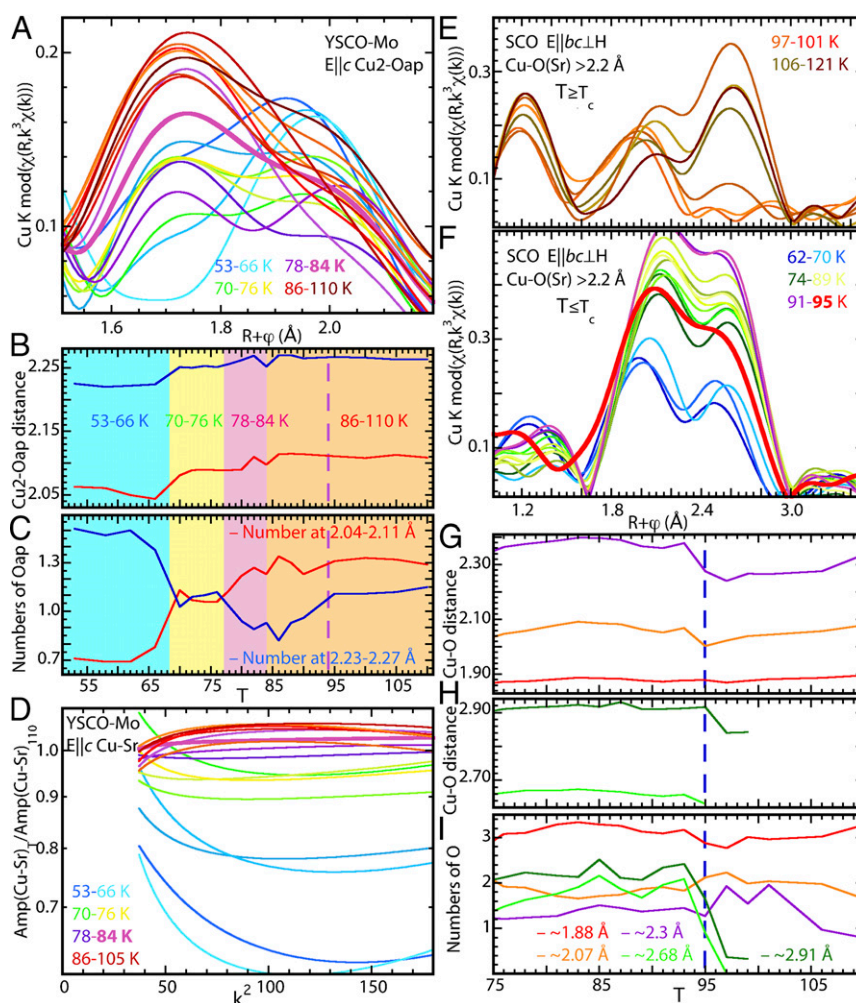 A
0.2
0.1
Cu K mod(χ(R,k³χ(k)))
YSCO-Mo
E||c Cu2-Oap
53-66 K 78-84 K
70-76 K 86-110 K
1.6 1.8 2.0
R+φ (Å)
B
2.25
2.15
2.05
Cu2-Oap distance
53-66 K 70-76 K 78-84 K 86-110 K
C
1.3
1.0
0.7
Numbers of Oap
– Number at 2.04-2.11 Å
– Number at 2.23-2.27 Å
55 65 75 85 95 105
T
D
YSCO-Mo
E||c Cu-Sr
1.0
0.9
0.8
0.7
Amp(Cu-Sr)T/Amp(Cu-Sr)110
53-66 K
70-76 K
78-84 K
86-105 K
0 50 100 150
k²
E
SCO E||bc⊥H
Cu-O(Sr) >2.2 Å
T≥Tc
97-101 K
106-121 K
0.3
0.1
Cu K mod(χ(R,k³χ(k)))
F
SCO E||bc⊥H
Cu-O(Sr) >2.2 Å
T≤Tc
62-70 K
74-89 K
91-95 K
0.3
0.1
Cu K mod(χ(R,k³χ(k)))
1.2 1.8 2.4 3.0
R+φ (Å)
G
2.30
2.10
1.90
Cu-O distance
H
2.90
2.70
Cu-O distance
I
3
2
1
Numbers of O
– ~1.88 Å – ~2.3 Å
– ~2.07 Å – ~2.68 Å – ~2.91 Å
75 85 95 105
T